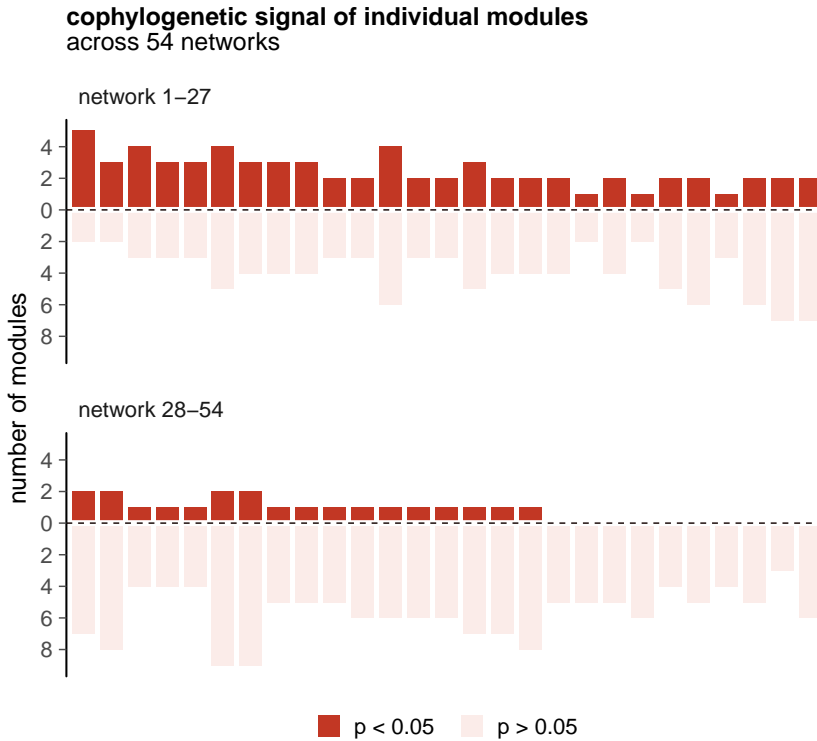 cophylogenetic signal of individual modules
across 54 networks
network 1−27
4
2
0
2
4
6
8
number of modules
network 28−54
4
2
0
2
4
6
8
p < 0.05
p > 0.05